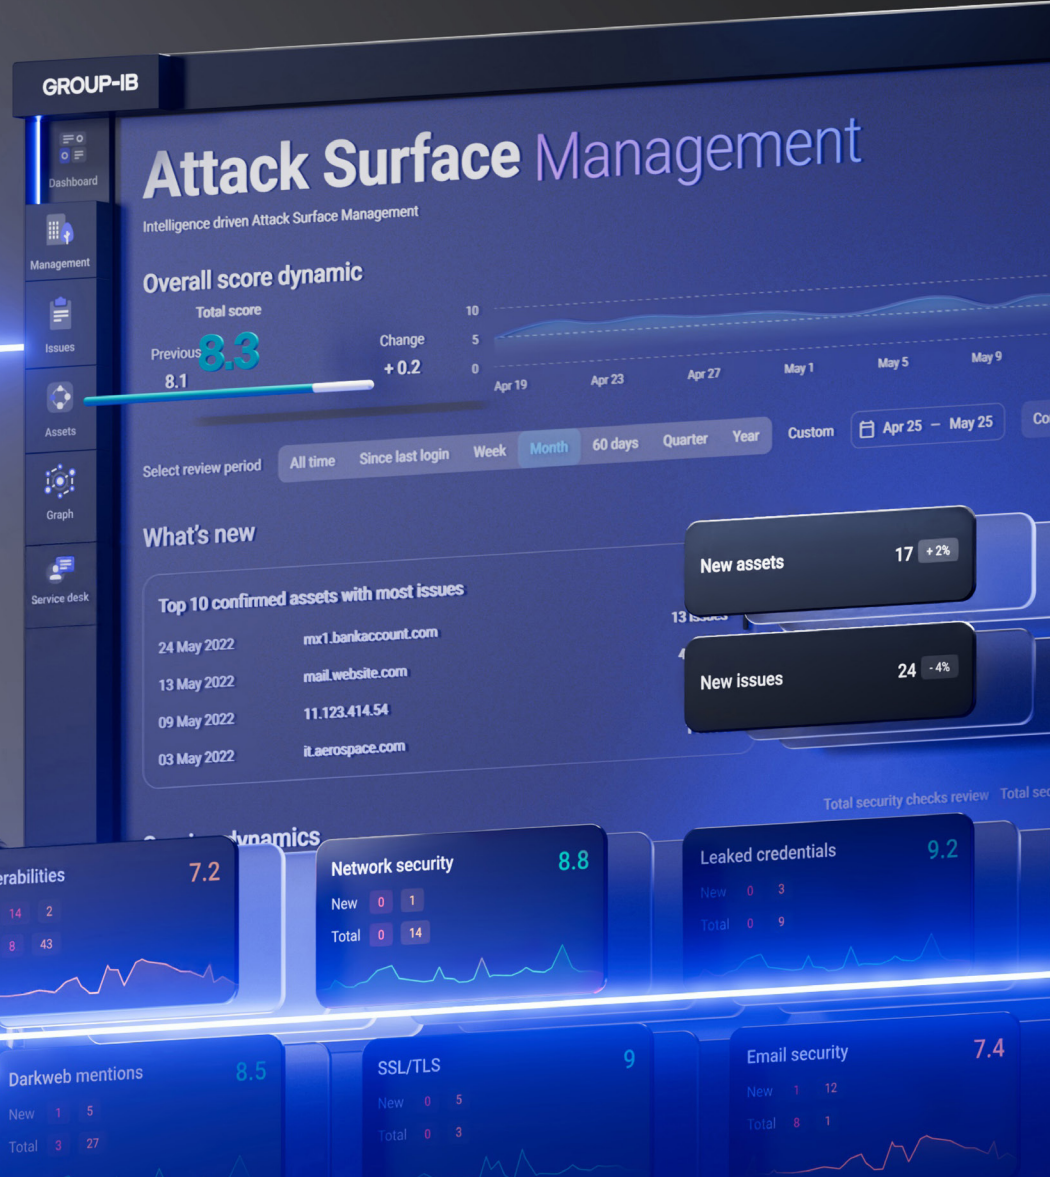 GROUP-IB
Dashboard
Management
Issues
Assets
Graph
Service desk
Attack Surface Management
Intelligence driven Attack Surface Management
Overall score dynamic
Total score
Previous 8.3
8.1
Change
+ 0.2
10
5
0
Apr 19 Apr 23 Apr 27 May 1 May 5 May 9
Select review period All time Since last login Week Month 60 days Quarter Year Custom Apr 25 – May 25
What's new
Top 10 confirmed assets with most issues
24 May 2022 mx1.bankaccount.com 13
13 May 2022 mail.website.com
09 May 2022 11.123.414.54
03 May 2022 it.aerospace.com
New assets 17 + 2%
New issues 24 - 4%
Total security checks review Total
dynamics
7.2
14 2
8 43
Network security 8.8
New 0 1
Total 0 14
Leaked credentials 9.2
New 0 3
Total 0 9
Darkweb mentions 8.5
New 1 5
Total 3 27
SSL/TLS 9
New 0 5
Total 0 3
Email security 7.4
New 1 12
Total 8 1